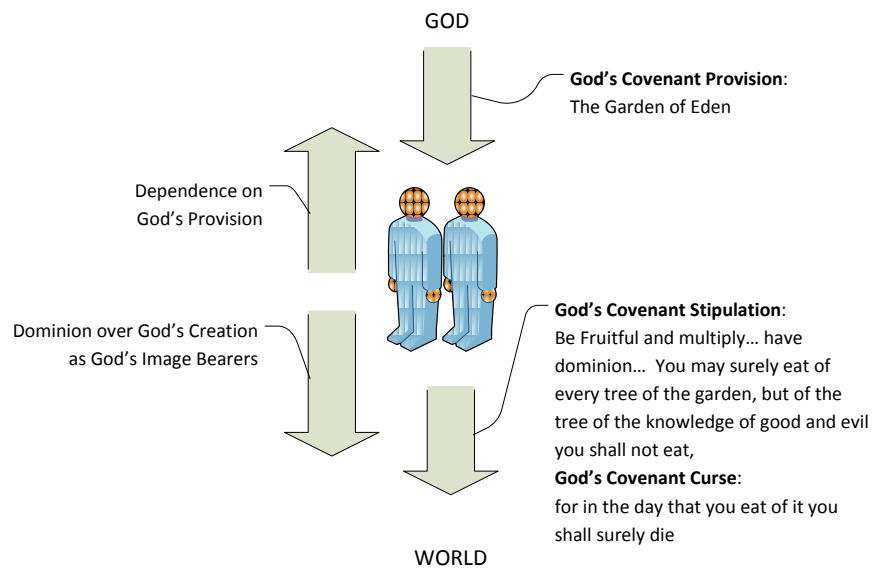 GOD
God's Covenant Provision:
The Garden of Eden
Dependence on
God's Provision
Dominion over God's Creation
as God's Image Bearers
God's Covenant Stipulation:
Be Fruitful and multiply… have
dominion… You may surely eat of
every tree of the garden, but of the
tree of the knowledge of good and evil
you shall not eat,
God's Covenant Curse:
for in the day that you eat of it you
shall surely die
WORLD